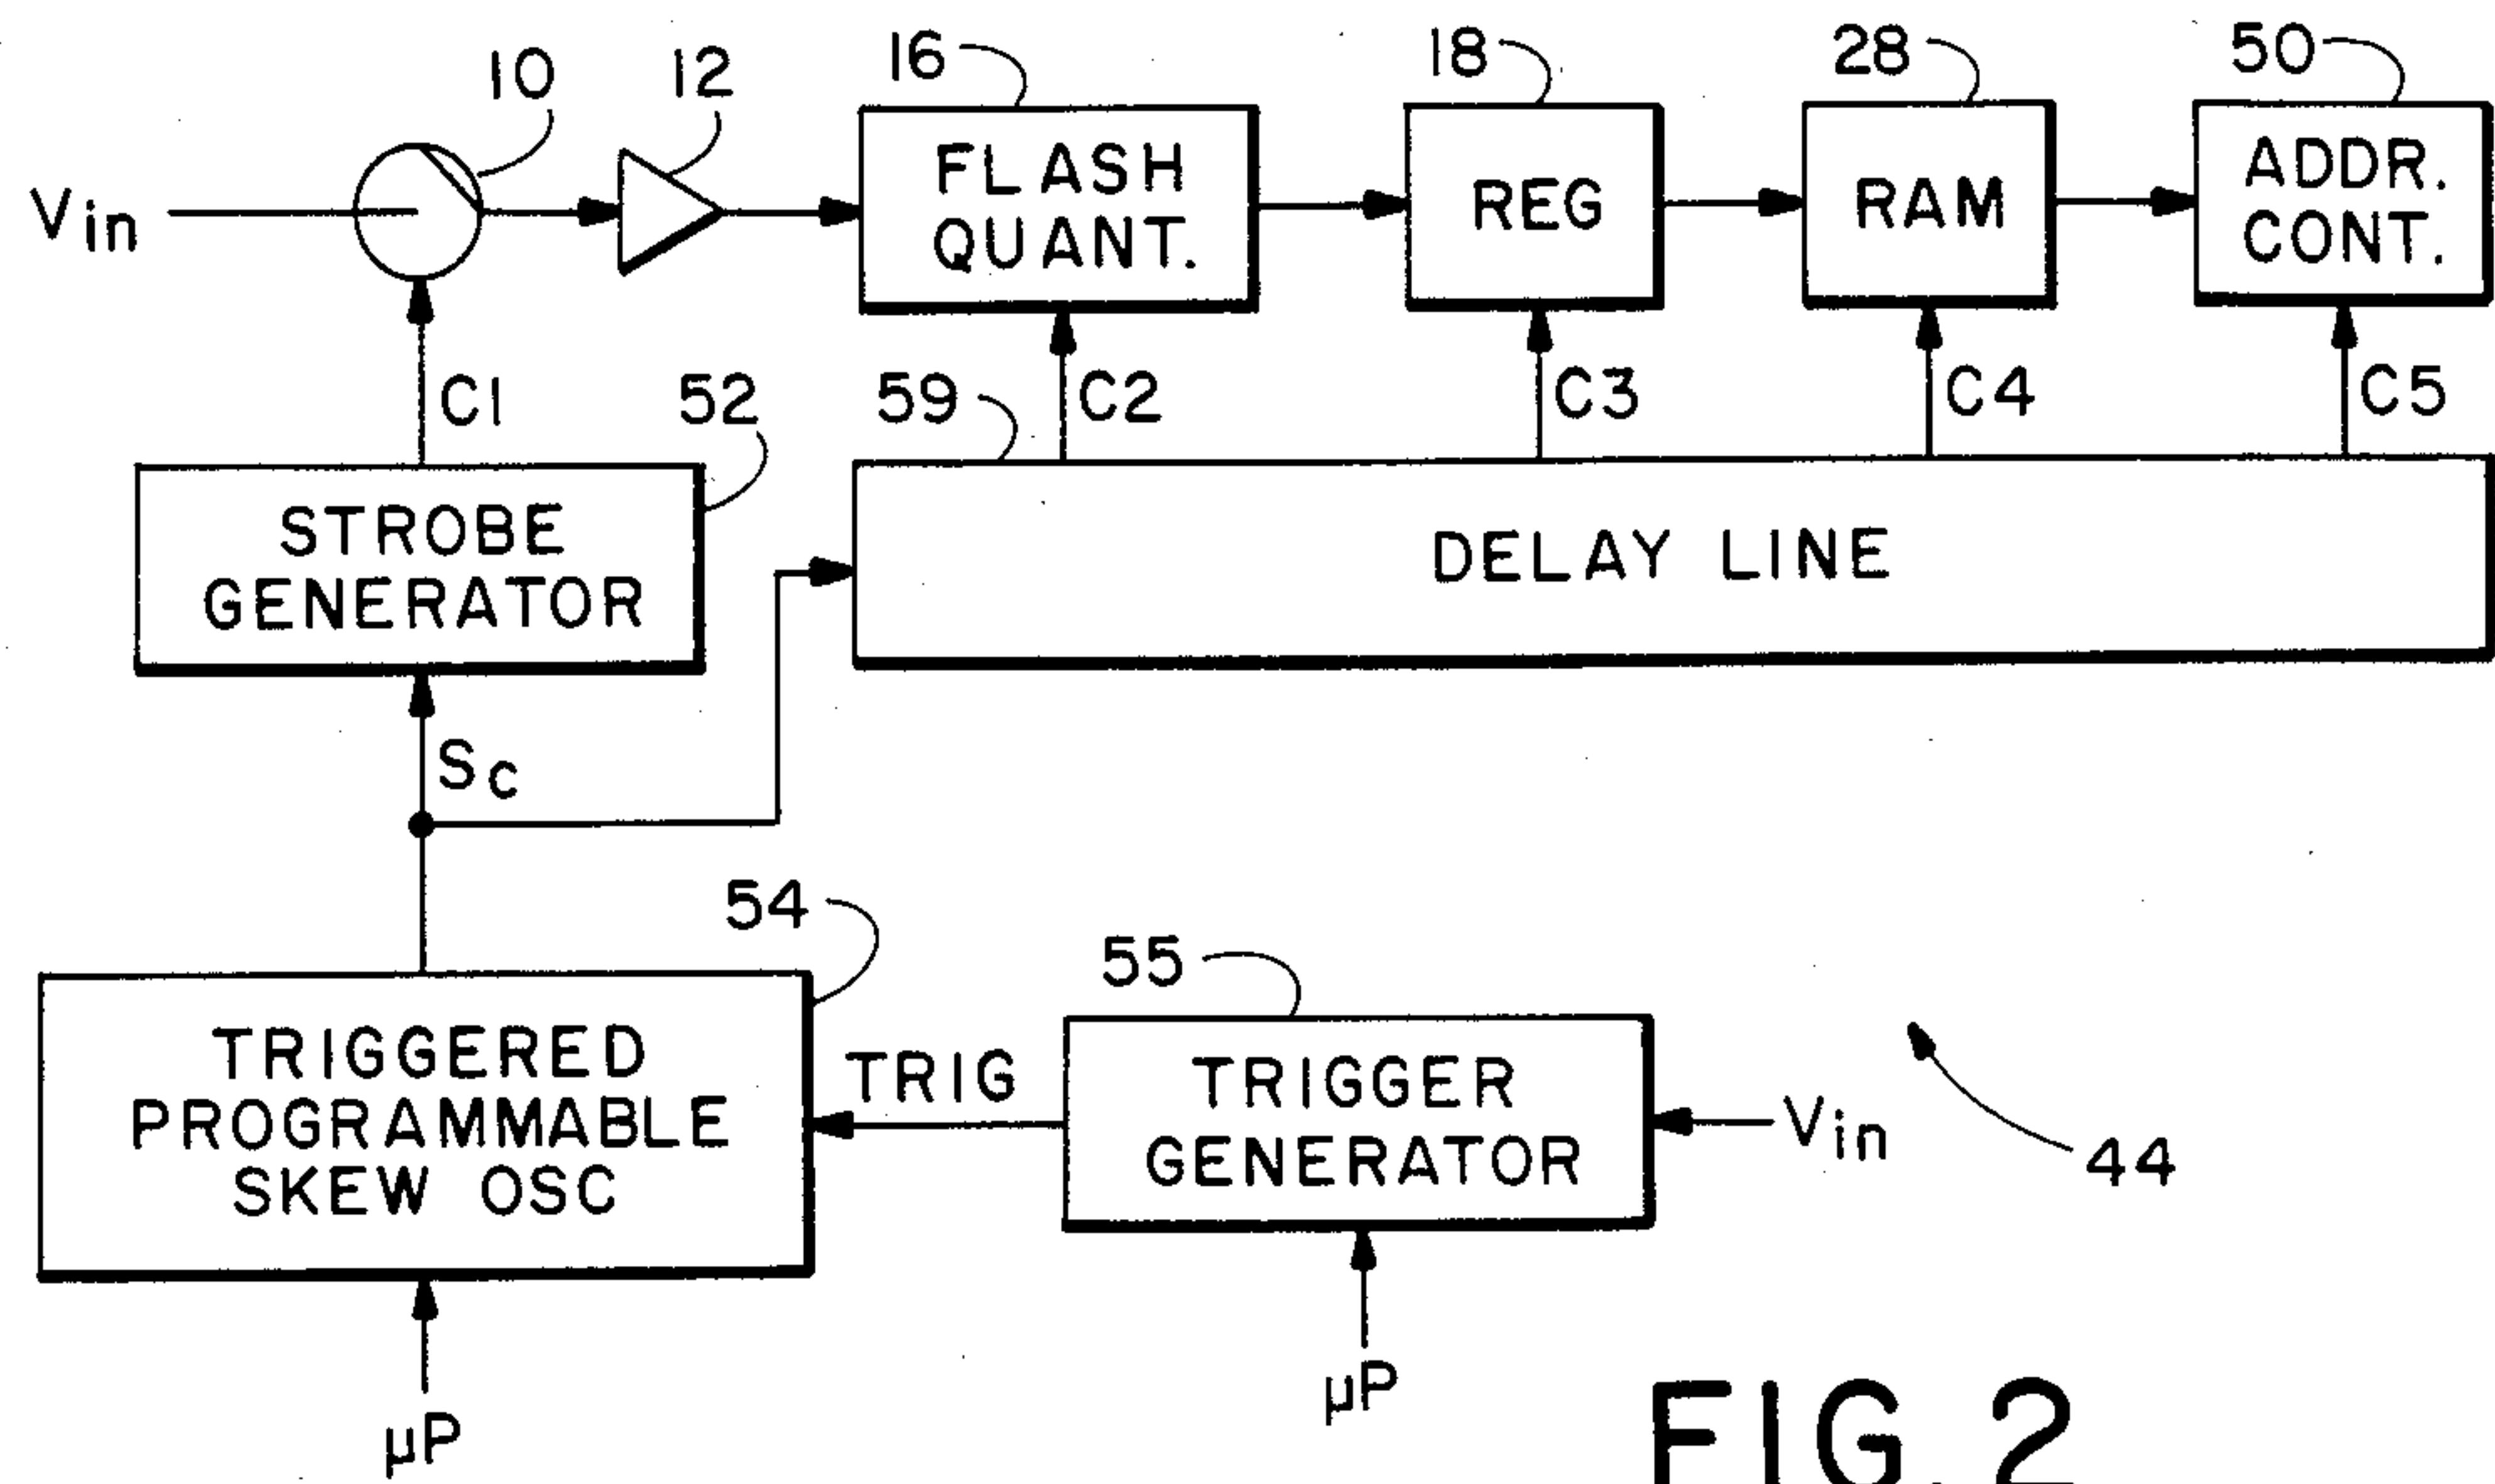 10
12
16
18
28
50
Vin
FLASH
QUANT.
REG
RAM
ADDR.
CONT.
C1
52
59
C2
C3
C4
C5
STROBE
GENERATOR
DELAY LINE
Sc
54
55
TRIGGERED
PROGRAMMABLE
SKEW OSC
TRIG
TRIGGER
GENERATOR
Vin
44
µP
µP
FIG. 2